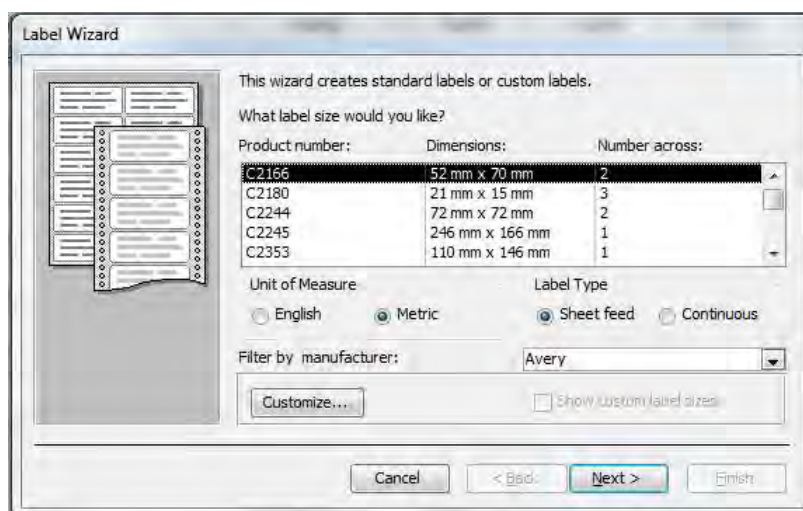 Label Wizard
This wizard creates standard labels or custom labels.
What label size would you like?
Product number: Dimensions: Number across:
C2166 52 mm x 70 mm 2
C2180 21 mm x 15 mm 3
C2244 72 mm x 72 mm 2
C2245 246 mm x 166 mm 1
C2353 110 mm x 146 mm 1
Unit of Measure Label Type
English Metric Sheet feed Continuous
Filter by manufacturer: Avery
Customize... Show custom label sizes
Cancel < Back Next > Finish